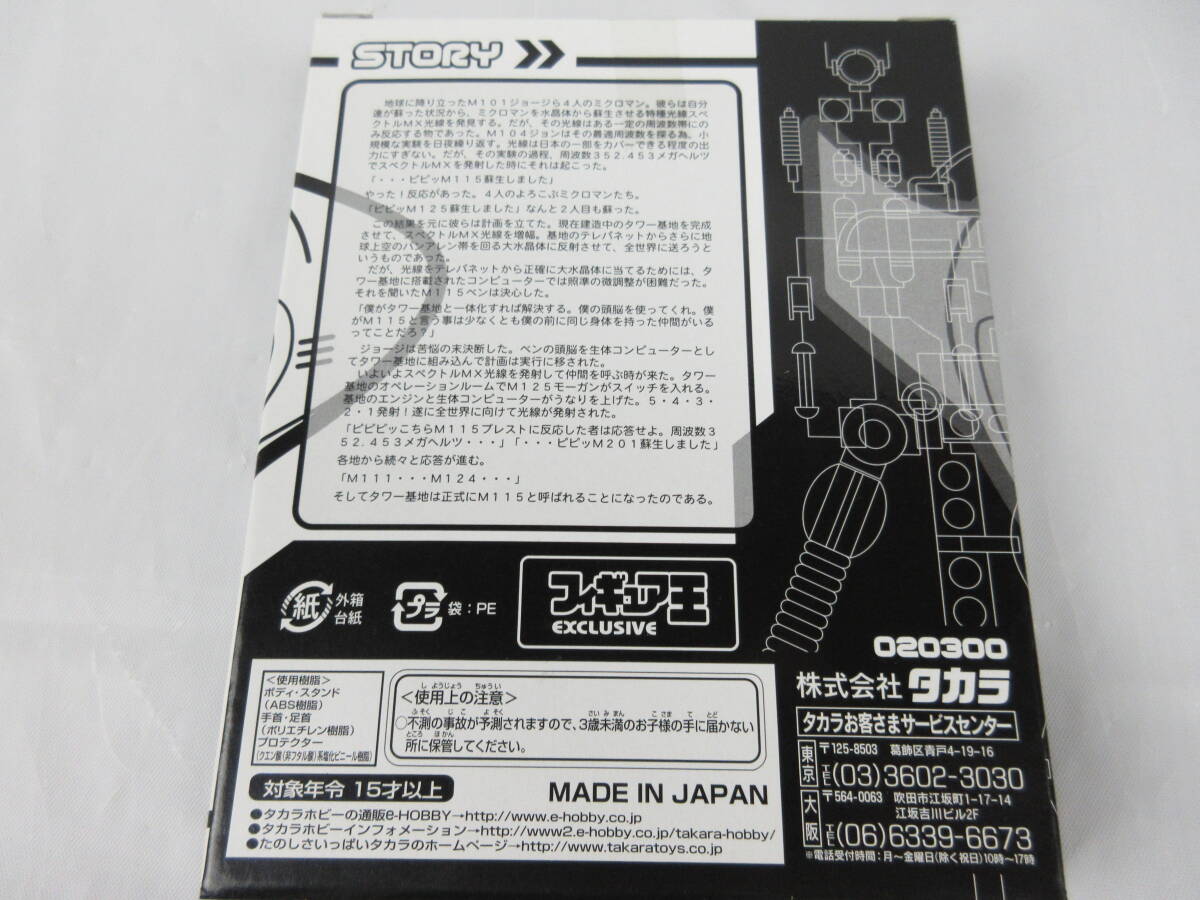 STORY
地球に降り立ったM101ジョージら4人のミクロマン。彼らは自分
達が蘇った状況から、ミクロマンを水晶体から蘇生させる特種光線スペ
クトルMX光線を発見する。だが、その光線はある一定の周波数帯にの
み反応する物であった。M104ジョンはその最適周波数を探る為、小
規模な実験を日夜繰り返す。光線は日本の一部をカバーできる程度の出
力にすぎない。だが、その実験の過程、周波数352.453メガヘルツ
でスペクトルMXを発射した時にそれは起こった。
「・・・ピピッM115蘇生しました」
やった!反応があった。4人のよろこぶミクロマンたち。
「ピピッM125蘇生しました」なんと2人目も蘇った。
この結果を元に彼らは計画を立てた。現在建造中のタワー基地を完成
させて、スペクトルMX光線を増幅。基地のテレパネットからさらに地
球上空のバンアレン帯を回る大水晶体に反射させて、全世界に送ろうと
いうものであった。
だが、光線をテレパネットから正確に大水晶体に当てるためには、タ
ワー基地に搭載されたコンピューターでは照準の微調整が困難だった。
それを聞いたM115ベンは決心した。
「僕がタワー基地と一体化すれば解決する。僕の頭脳を使ってくれ。僕
がM115と言う事は少なくとも僕の前に同じ身体を持った仲間がいる
ってことだろ?」
ジョージは苦悩の末決断した。ベンの頭脳を生体コンピューターとし
てタワー基地に組み込んで計画は実行に移された。
いよいよスペクトルMX光線を発射して仲間を呼ぶ時が来た。タワー
基地のオペレーションルームでM125モーガンがスイッチを入れる。
基地のエンジンと生体コンピューターがうなりを上げた。5・4・3・
2・1発射!遂に全世界に向けて光線が発射された。
「ピピピッこちらM115ブレストに反応した者は応答せよ。周波数3
52.453メガヘルツ・・・」「・・・ピピッM201蘇生しました」
各地から続々と応答が進む。
「M111・・・M124・・・」
そしてタワー基地は正式にM115と呼ばれることになったのである。
紙 外箱
台紙
プラ 袋:PE
フィギュア王
EXCLUSIVE
020300
株式会社 タカラ
タカラお客さまサービスセンター
東京 〒125-8503 葛飾区青戸4-19-16
TEL (03)3602-3030
大阪 〒564-0063 吹田市江坂町1-17-14
江坂吉川ビル2F
TEL (06)6339-6673
※電話受付時間:月〜金曜日(除く祝日)10時〜17時
<使用樹脂>
ボディ・スタンド
(ABS樹脂)
手首・足首
(ポリエチレン樹脂)
プロテクター
(クエン酸(非フタル酸)系塩化ビニール樹脂)
<使用上の注意>
○不測の事故が予測されますので、3歳未満のお子様の手に届かない
所に保管してください。
対象年令 15才以上
MADE IN JAPAN
●タカラホビーの通販e-HOBBY→http://www.e-hobby.co.jp
●タカラホビーインフォメーション→http://www2.e-hobby.co.jp/takara-hobby/
●たのしさいっぱいタカラのホームページ→http://www.takaratoys.co.jp